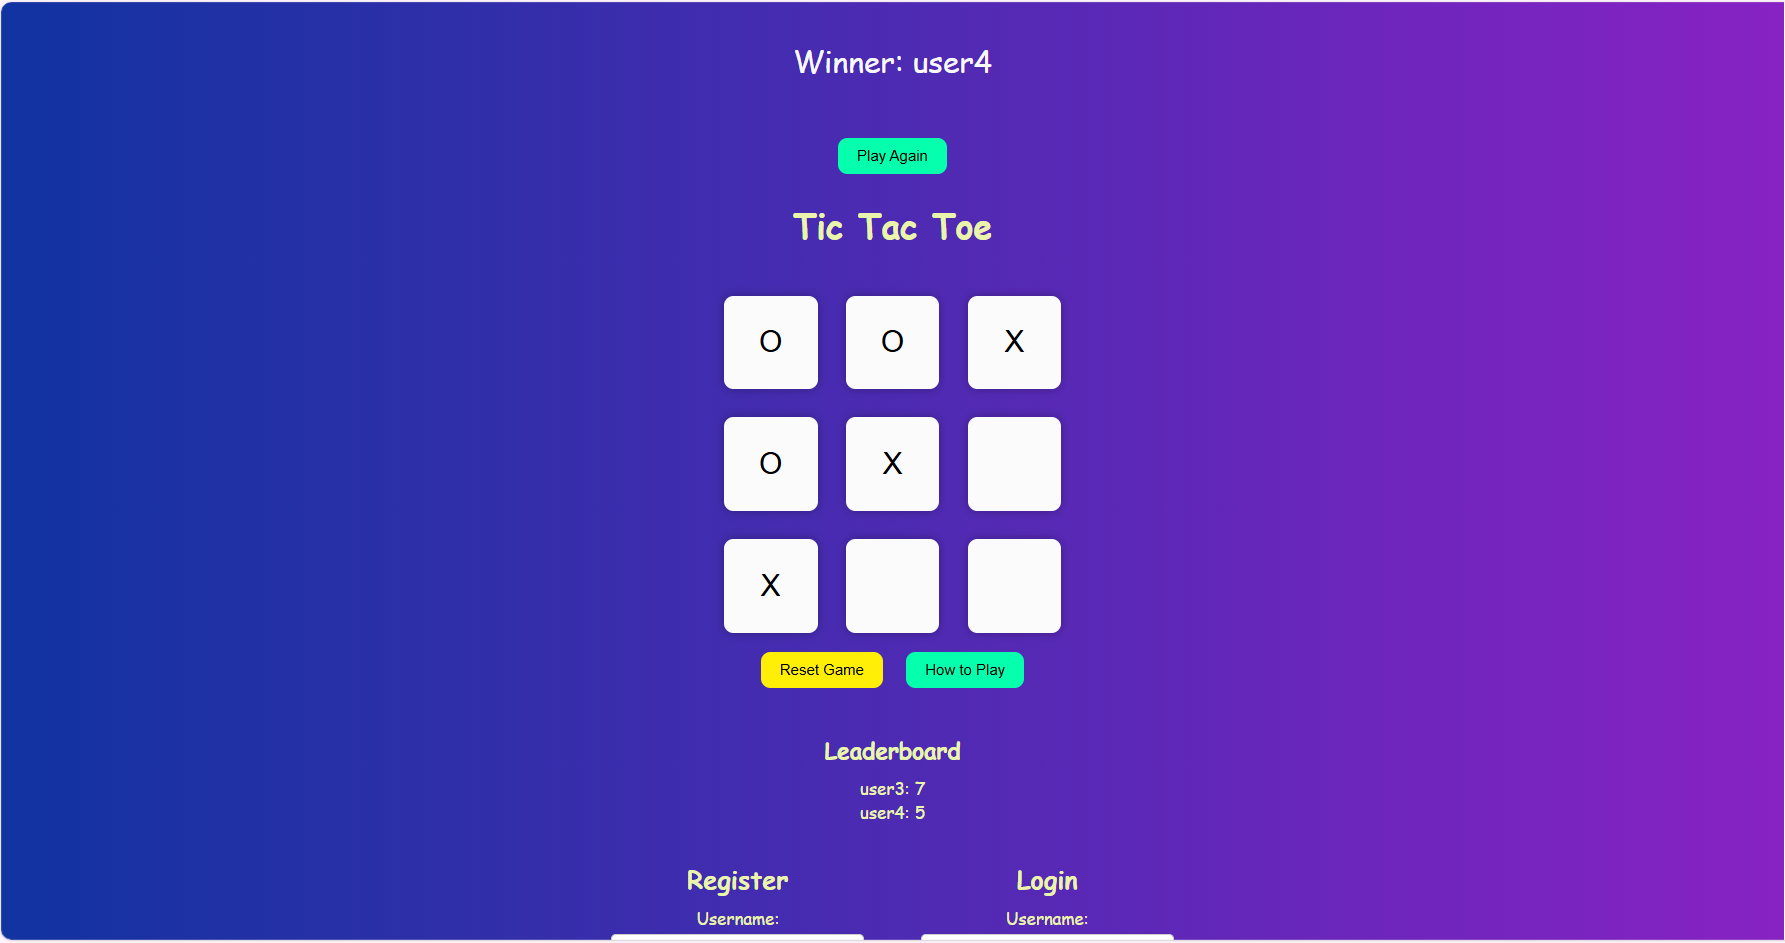 Winner: user4
Play Again
Tic Tac Toe
O O X
O X
X
Reset Game How to Play
Leaderboard
user3: 7
user4: 5
Register Login
Username: Username: